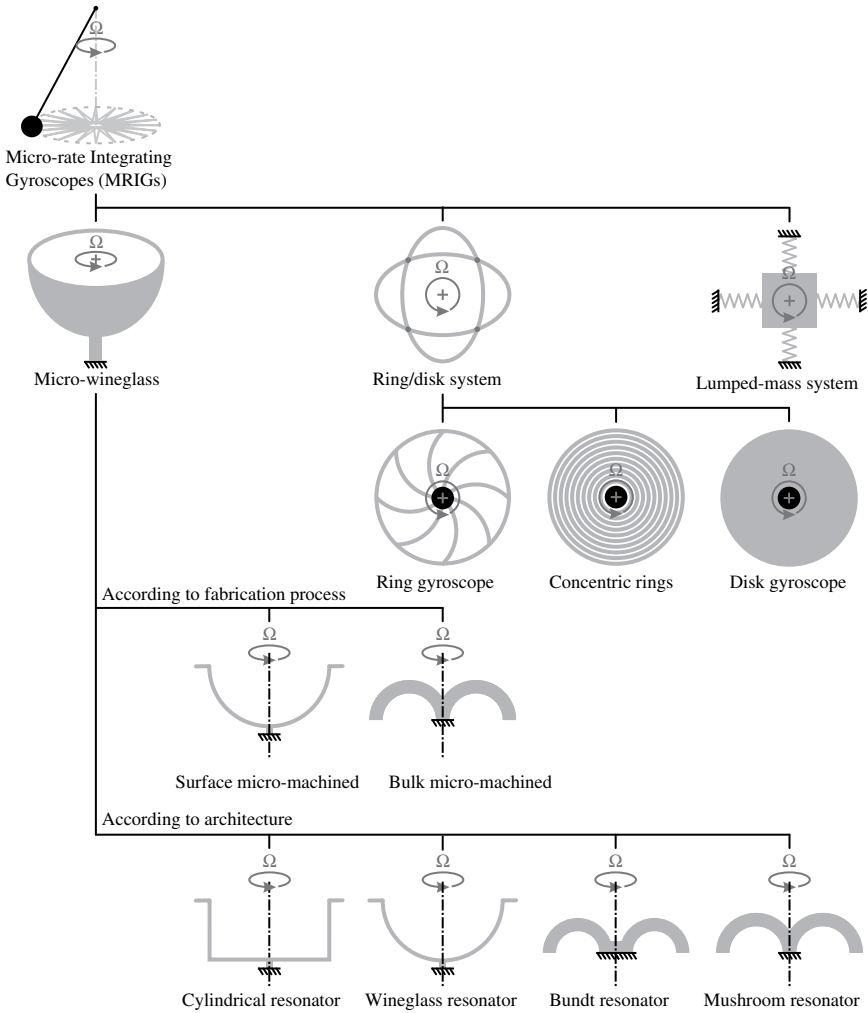 Ω
Micro-rate Integrating
Gyroscopes (MRIGs)
Ω
Ω
Ω
Micro-wineglass
Ring/disk system
Lumped-mass system
Ω
Ω
Ω
Ring gyroscope
Concentric rings
Disk gyroscope
According to fabrication process
Ω
Ω
Surface micro-machined
Bulk micro-machined
According to architecture
Ω
Ω
Ω
Ω
Cylindrical resonator
Wineglass resonator
Bundt resonator
Mushroom resonator